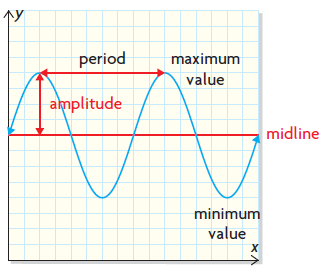 y
period
maximum
value
amplitude
midline
minimum
value
x